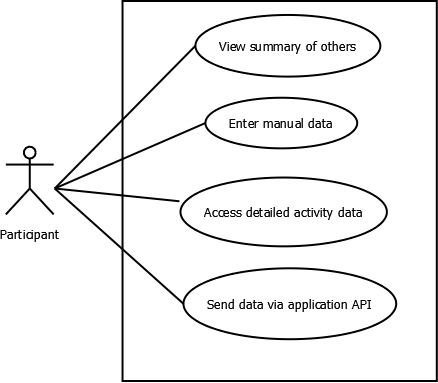 View summary of others
Enter manual data
Access detailed activity data
Participant
Send data via application API